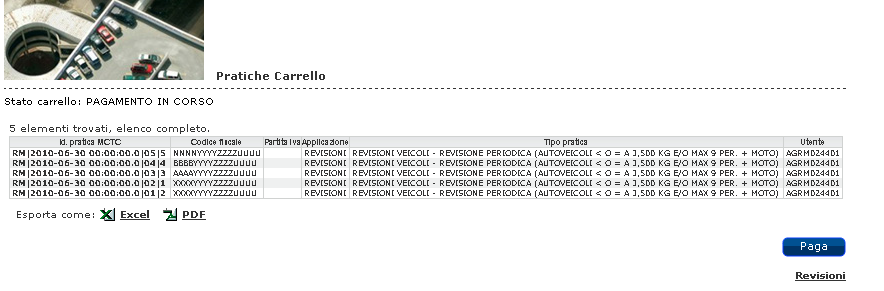 Pratiche Carrello
Stato carrello: PAGAMENTO IN CORSO
5 elementi trovati, elenco completo.
Id. pratica MCTC Codice fiscale Partita Iva Applicazione Tipo pratica Utente
RM|2010-06-30 00:00:00.0|05|5 NNNNYYYYZZZZUUUU REVISIONI REVISIONI VEICOLI - REVISIONE PERIODICA (AUTOVEICOLI < O = A 3,500 KG E/O MAX 9 PER. + MOTO) AGRM024401
RM|2010-06-30 00:00:00.0|04|4 BBBBYYYYZZZZUUUU REVISIONI REVISIONI VEICOLI - REVISIONE PERIODICA (AUTOVEICOLI < O = A 3,500 KG E/O MAX 9 PER. + MOTO) AGRM024401
RM|2010-06-30 00:00:00.0|03|3 AAAAYYYYZZZZUUUU REVISIONI REVISIONI VEICOLI - REVISIONE PERIODICA (AUTOVEICOLI < O = A 3,500 KG E/O MAX 9 PER. + MOTO) AGRM024401
RM|2010-06-30 00:00:00.0|02|1 XXXXYYYYZZZZUUUU REVISIONI REVISIONI VEICOLI - REVISIONE PERIODICA (AUTOVEICOLI < O = A 3,500 KG E/O MAX 9 PER. + MOTO) AGRM024401
RM|2010-06-30 00:00:00.0|01|2 XXXXYYYYZZZZUUUU REVISIONI REVISIONI VEICOLI - REVISIONE PERIODICA (AUTOVEICOLI < O = A 3,500 KG E/O MAX 9 PER. + MOTO) AGRM024401
Esporta come: Excel PDF
Paga
Revisioni